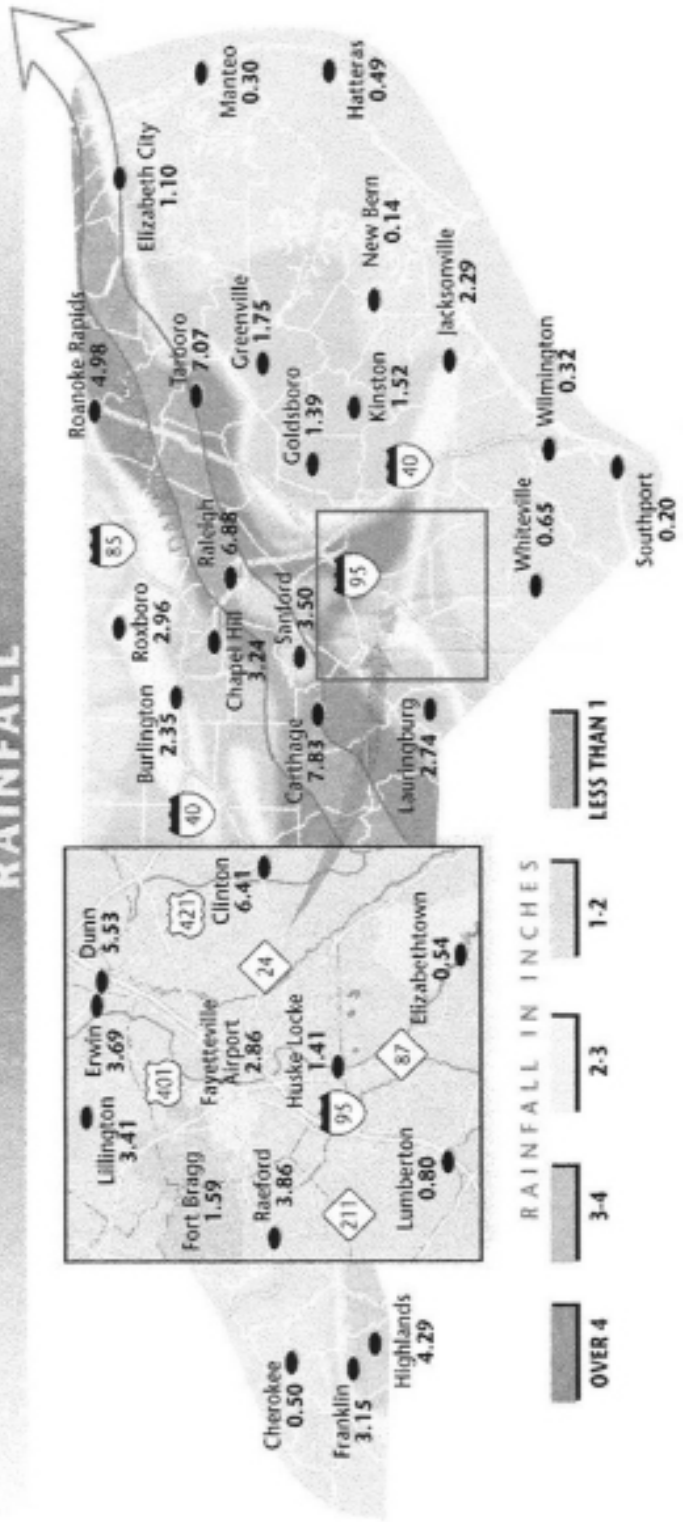 RAINFALL
Roanoke Rapids
4.98
Elizabeth City
1.10
Manteo
0.30
Hatteras
0.49
Tarboro
7.07
Greenville
1.75
New Bern
0.14
Goldsboro
1.39
Kinston
1.52
Jacksonville
2.29
Wilmington
0.32
Southport
0.20
Whiteville
0.65
85
Roxboro
2.96
Burlington
2.35
40
Raleigh
6.88
Chapel Hill
3.24
Sanford
3.50
Carthage
7.83
Lauringburg
2.74
95
40
Dunn
5.53
Erwin
3.69
Lillington
3.41
401
421
Clinton
6.41
Fayetteville
Airport
2.86
Fort Bragg
1.59
24
Raeford
3.86
Huske Locke
1.41
95
87
211
Elizabethtown
0.54
Lumberton
0.80
Cherokee
0.50
Franklin
3.15
Highlands
4.29
RAINFALL IN INCHES
OVER 4
3-4
2-3
1-2
LESS THAN 1